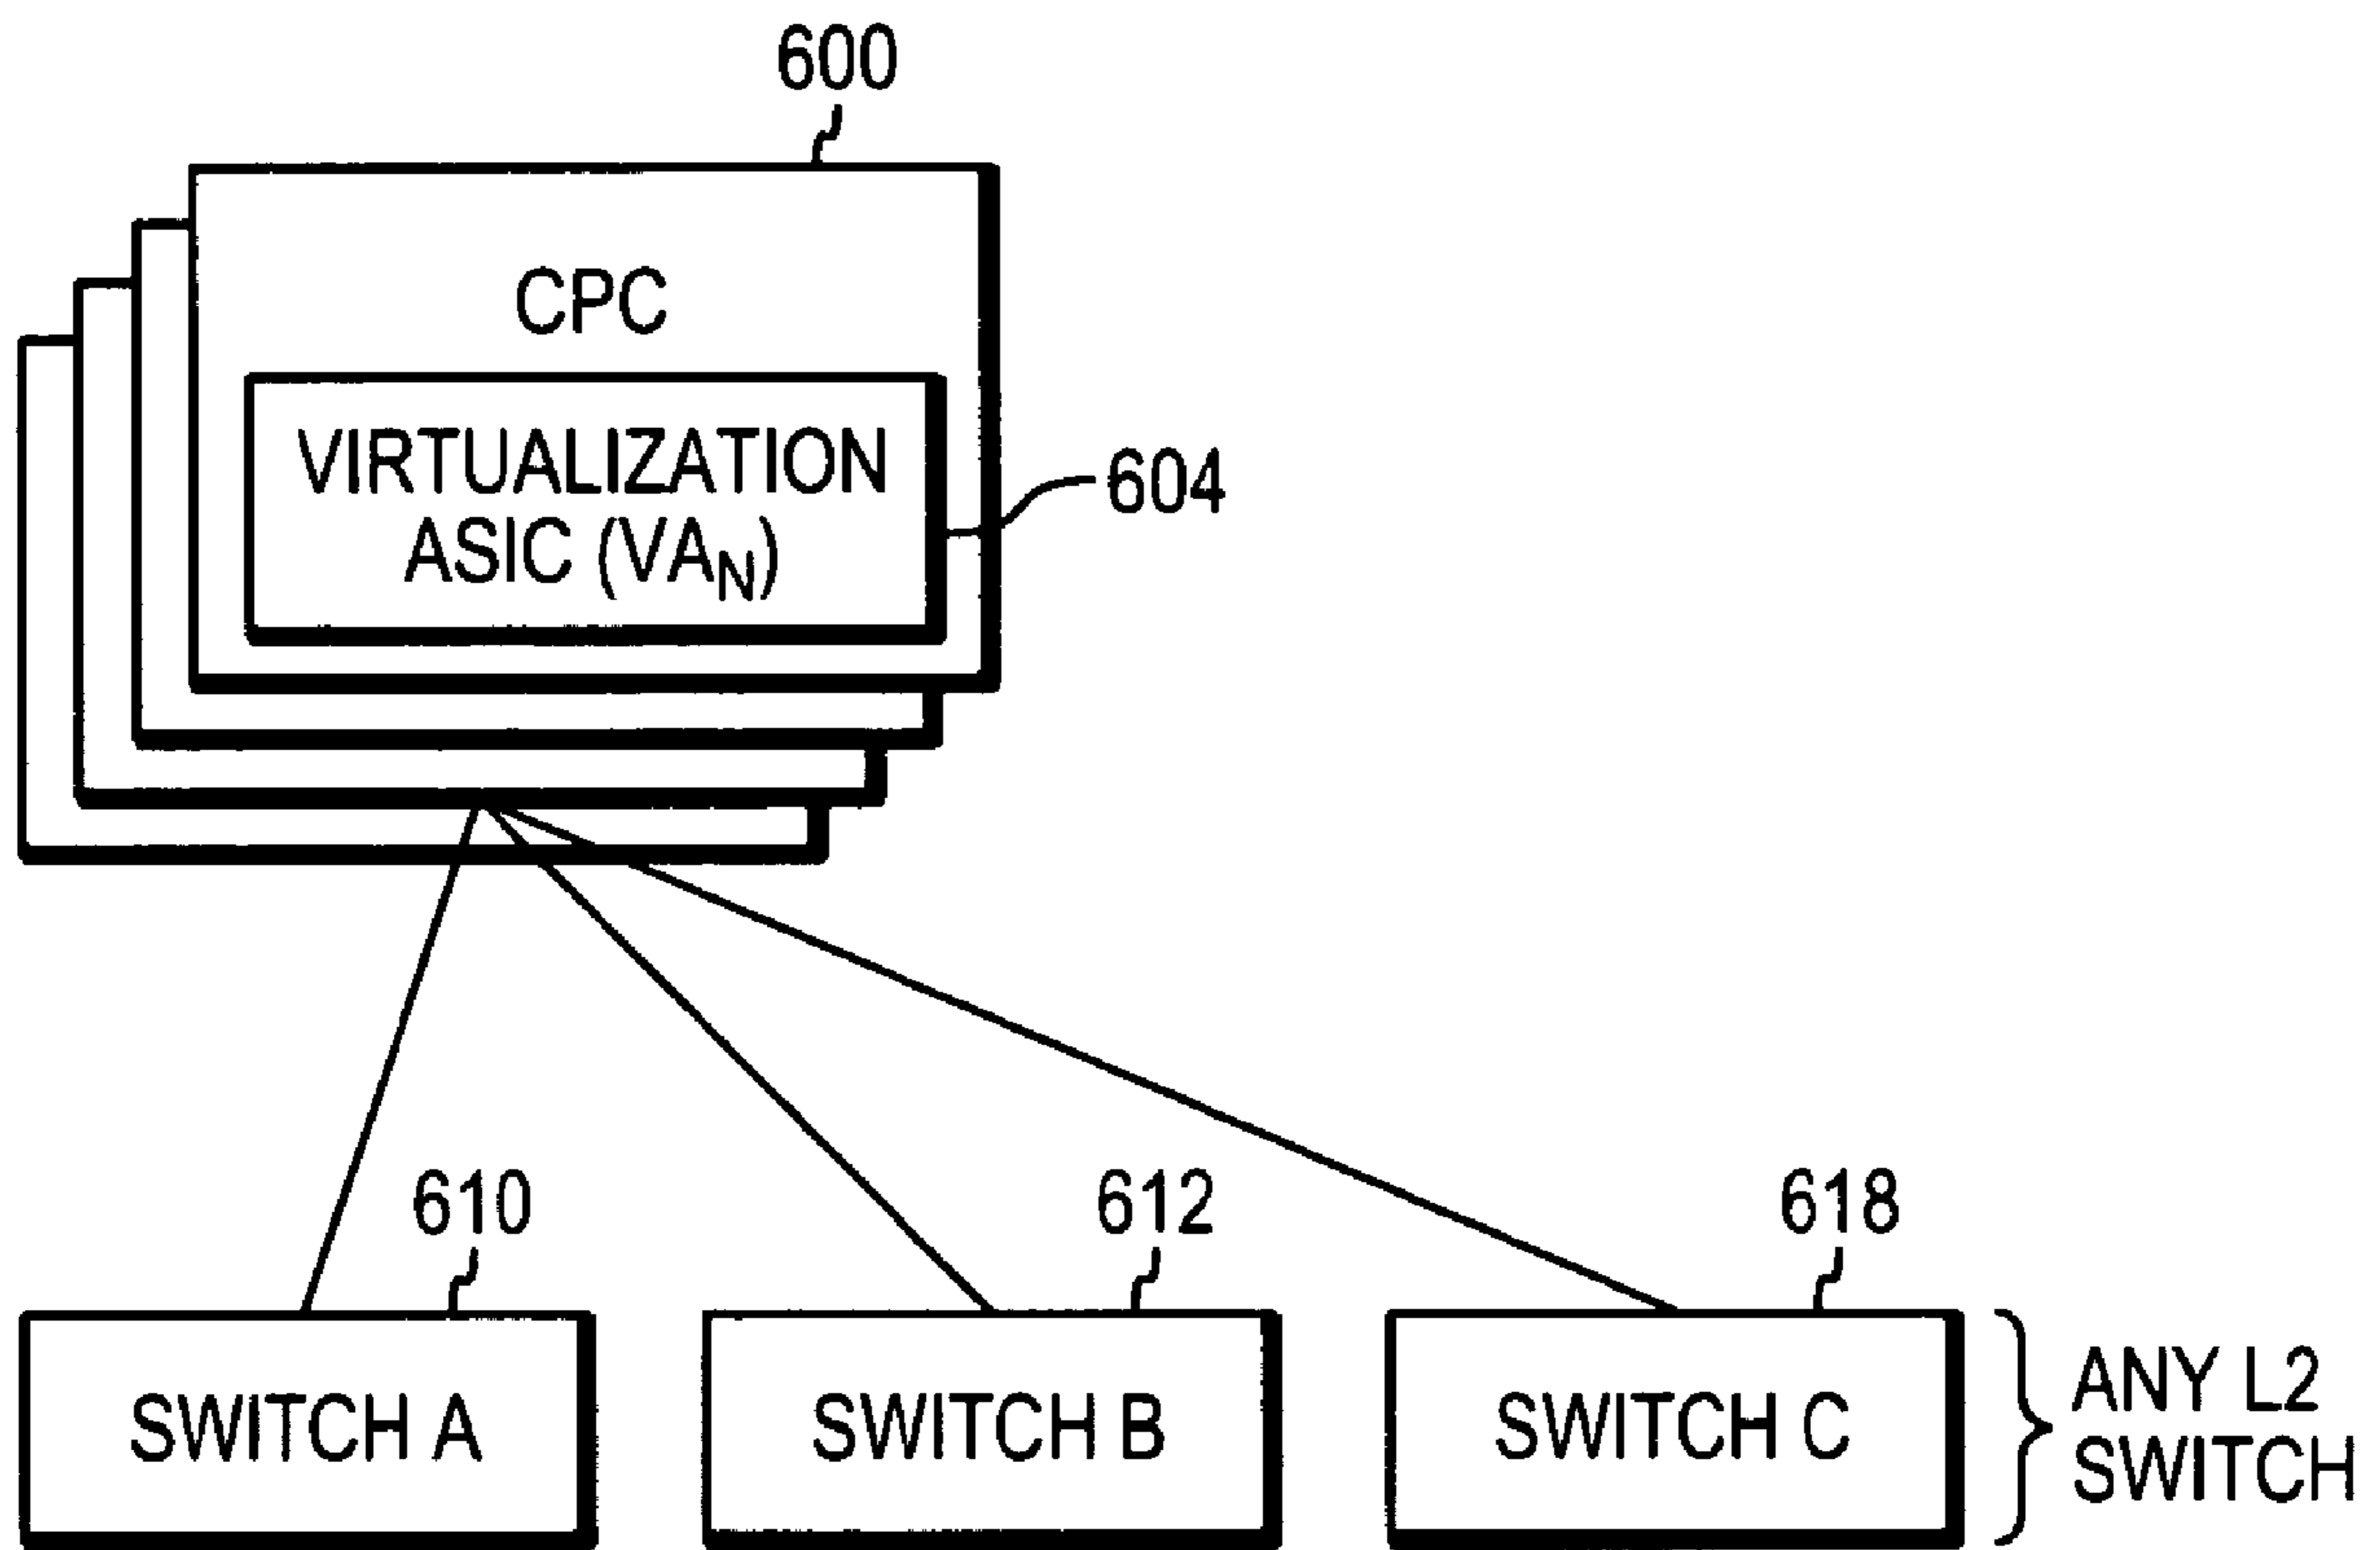 600
CPC
VIRTUALIZATION
ASIC (VAN)
604
610
612
618
SWITCH A
SWITCH B
SWITCH C
ANY L2
SWITCH